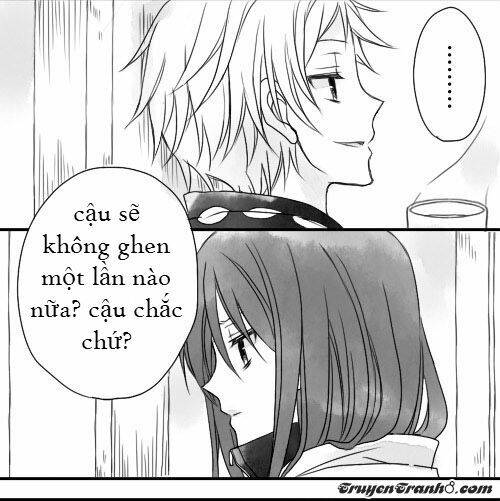 .........
cậu sẽ
không ghen
một lần nào
nữa? cậu chắc
chứ?
TruyenTranh8.com